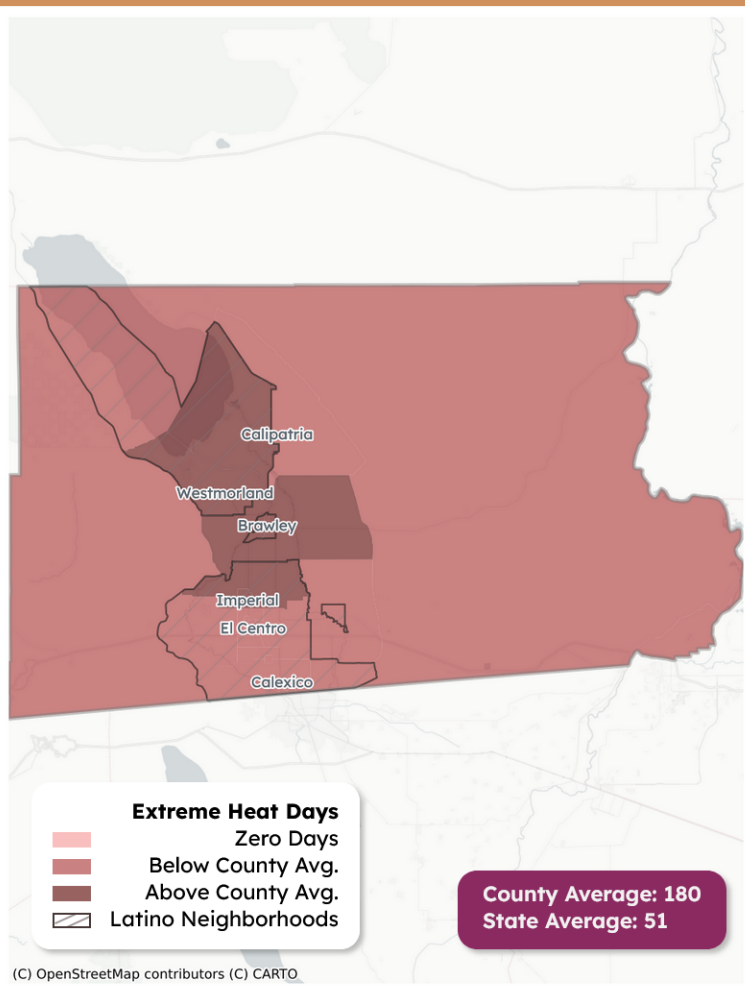 Calipatria
Westmorland
Brawley
Imperial
El Centro
Calexico
Extreme Heat Days
Zero Days
Below County Avg.
Above County Avg.
Latino Neighborhoods
County Average: 180
State Average: 51
(C) OpenStreetMap contributors (C) CARTO